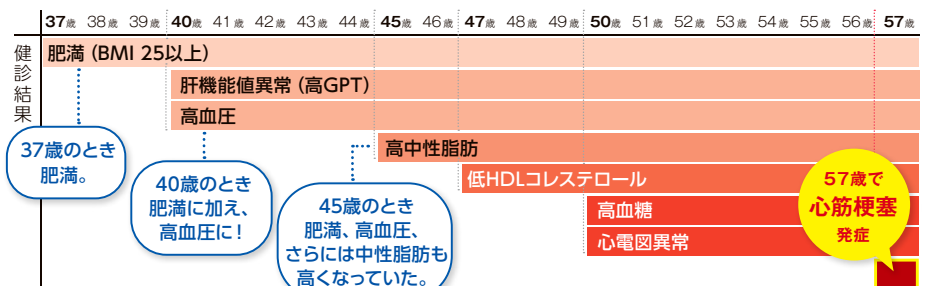 37歳 38歳 39歳 40歳 41歳 42歳 43歳 44歳 45歳 46歳 47歳 48歳 49歳 50歳 51歳 52歳 53歳 54歳 55歳 56歳 57歳
健診結果
肥満（BMI 25以上）
肝機能値異常（高GPT）
高血圧
高中性脂肪
低HDLコレステロール
高血糖
心電図異常
37歳のとき
肥満。
40歳のとき
肥満に加え、
高血圧に！
45歳のとき
肥満、高血圧、
さらには中性脂肪も
高くなっていた。
57歳で
心筋梗塞
発症